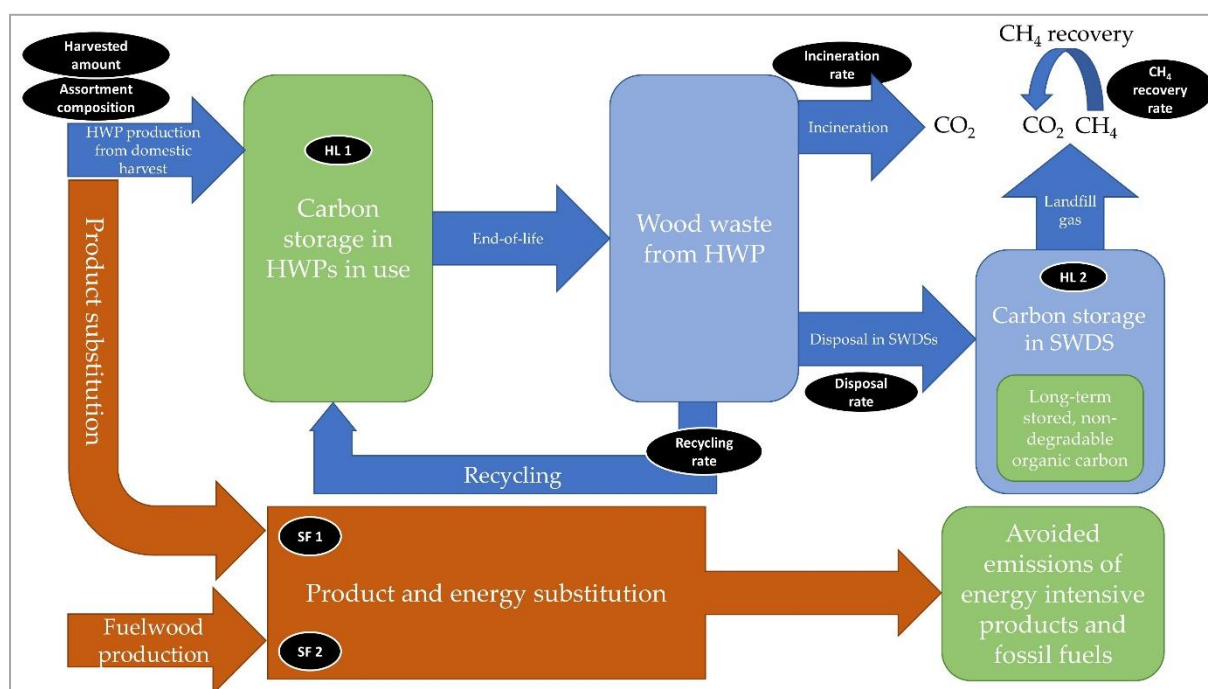 Harvested
amount
Assortment
composition
HWP production
from domestic
harvest
Product substitution
HL 1
Carbon
storage in
HWPs in use
End-of-life
Wood waste
from HWP
Incineration
rate
Incineration
CO₂
CH₄ recovery
CH₄
recovery
rate
CO₂ CH₄
Landfill
gas
HL 2
Carbon storage
in SWDS
Long-term
stored, non-
degradable
organic carbon
Disposal in SWDSs
Disposal
rate
Recycling
rate
Recycling
SF 1
Product and energy substitution
SF 2
Fuelwood
production
Avoided
emissions of
energy intensive
products and
fossil fuels